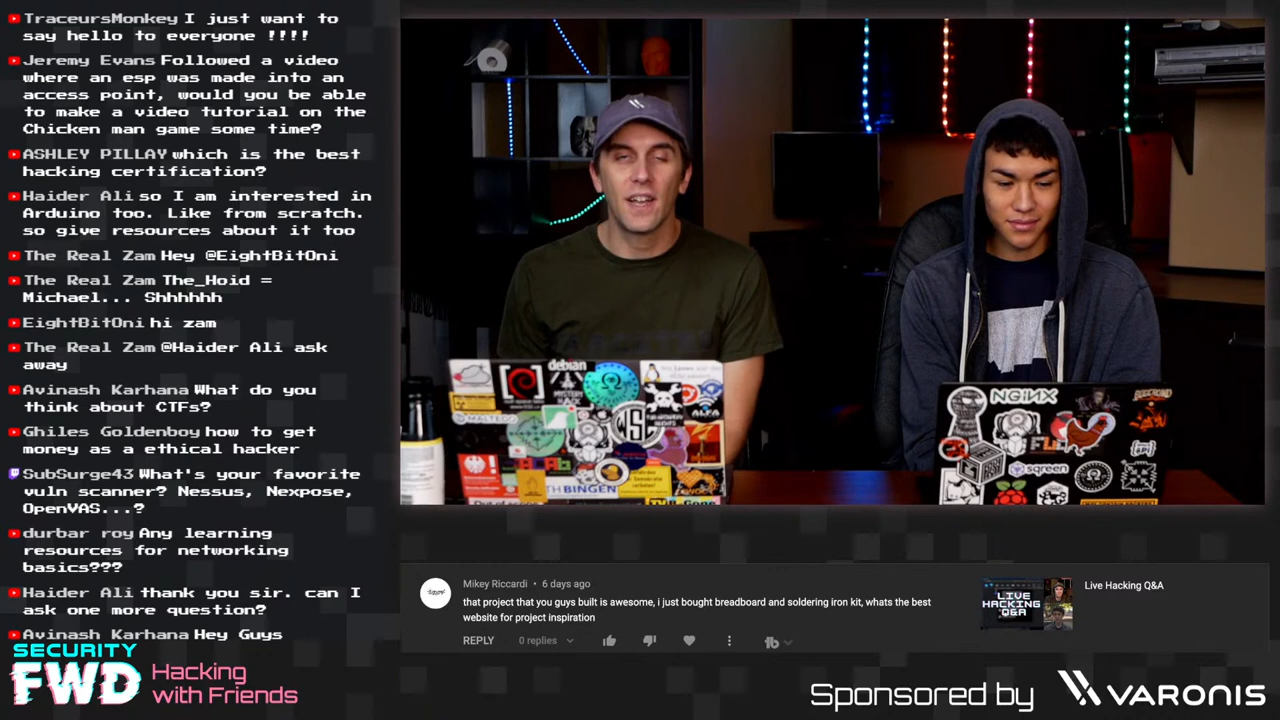 TraceursMonkey I just want to
say hello to everyone !!!!
Jeremy Evans Followed a video
where an esp was made into an
access point, would you be able
to make a video tutorial on the
Chicken man game some time?
ASHLEY PILLAY which is the best
hacking certification?
Haider Ali so I am interested in
Arduino too. Like from scratch.
so give resources about it too
The Real Zam Hey @EightBitOni
The Real Zam The_Hoid =
Michael... Shhhhhh
EightBitOni hi zam
The Real Zam @Haider Ali ask
away
Avinash Karhana What do you
think about CTFs?
Ghiles Goldenboy how to get
money as a ethical hacker
SubSurge43 What's your favorite
vuln scanner? Nessus, Nexpose,
OpenVAS...?
durbar roy Any learning
resources for networking
basics???
Haider Ali thank you sir. can I
ask one more question?
Avinash Karhana Hey Guys
SECURITY
FWD
Hacking
with Friends
debian
MALTEGO
TH BINGEN
NGiNX
sqreen
Mikey Riccardi • 6 days ago
that project that you guys built is awesome, i just bought breadboard and soldering iron kit, whats the best
website for project inspiration
REPLY
0 replies
LIVE
HACKING
Q&A
Live Hacking Q&A
Sponsored by
VARONIS